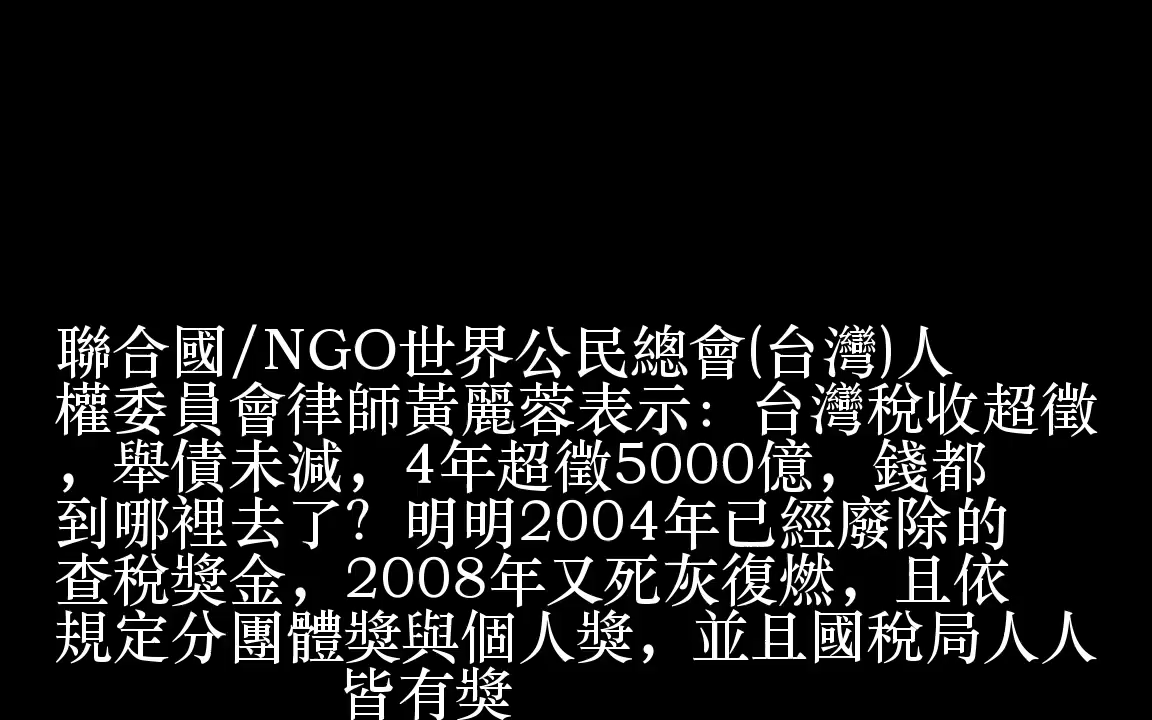 聯合國/NGO世界公民總會(台灣)人
權委員會律師黃麗蓉表示：台灣稅收超徵
，舉債未減，4年超徵5000億，錢都
到哪裡去了？明明2004年已經廢除的
查稅獎金，2008年又死灰復燃，且依
規定分團體獎與個人獎，並且國稅局人人
皆有獎